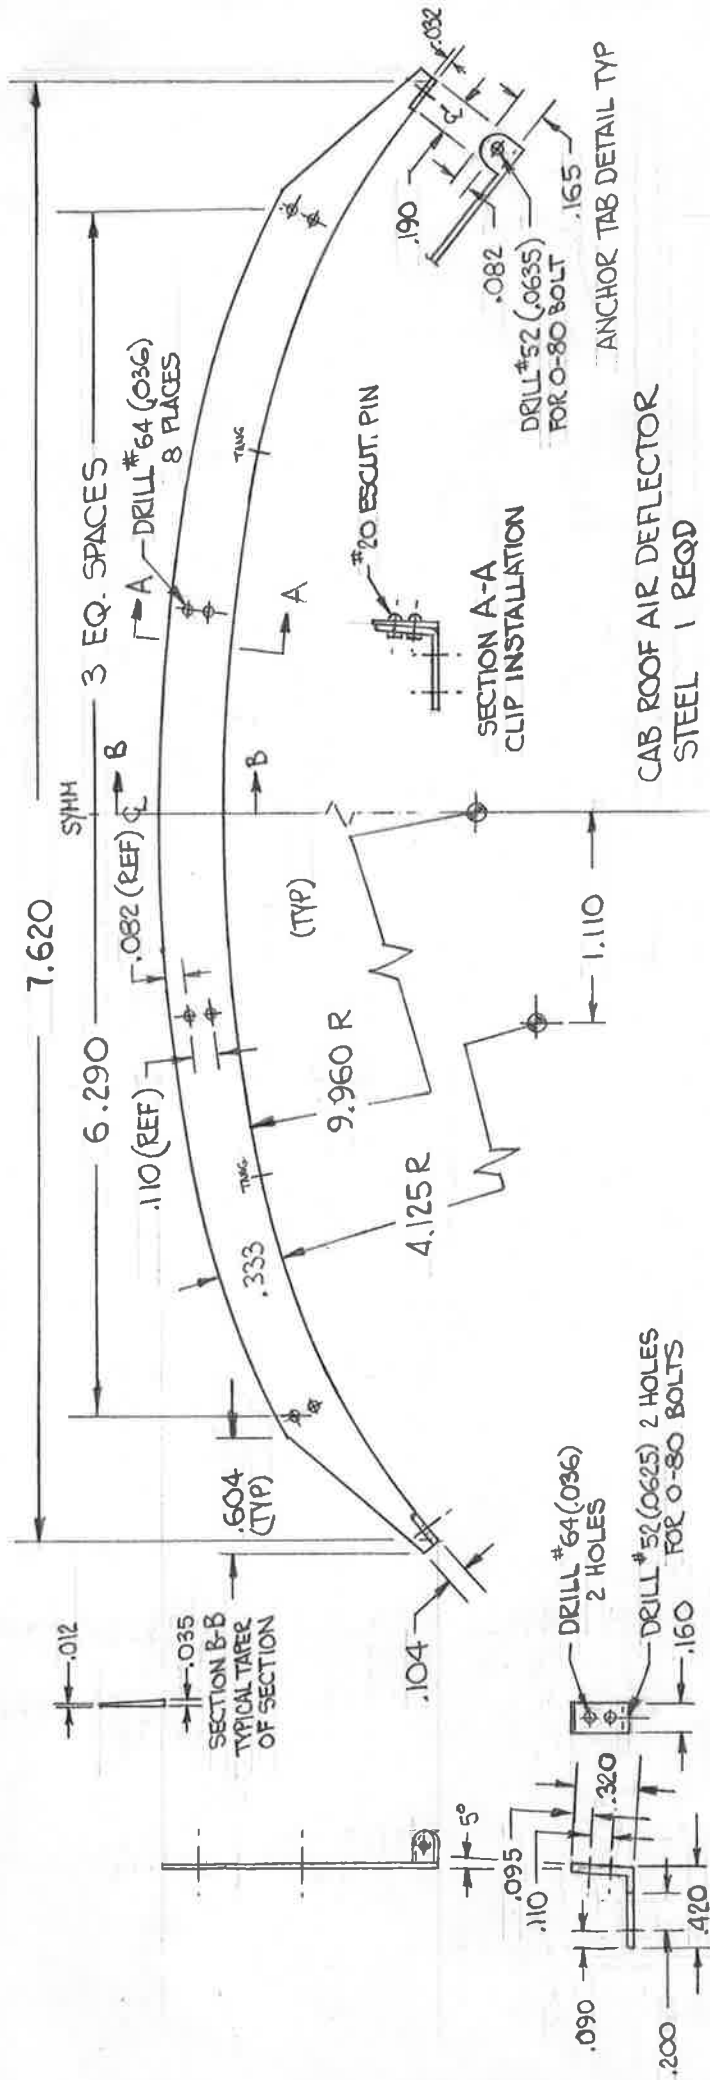 7.620
6.290
3 EQ. SPACES
SYMM
.082 (REF)
℄
B
A
DRILL #64 (.036)
8 PLACES
.110 (REF)
.333
TANG
TANG
B
A
.604
(TYP)
(TYP)
9.960 R
4.125 R
1.110
.104
.032
℄
.190
.082
DRILL #52 (.0635)
FOR 0-80 BOLT
.165
ANCHOR TAB DETAIL TYP
#20 ESCUT. PIN
SECTION A-A
CLIP INSTALLATION
CAB ROOF AIR DEFLECTOR
STEEL 1 REQD
.012
.035
SECTION B-B
TYPICAL TAPER
OF SECTION
5°
.095
.110
.320
.090
.200
.420
DRILL #64 (.036)
2 HOLES
DRILL #52 (.0625) 2 HOLES
FOR 0-80 BOLTS
.160